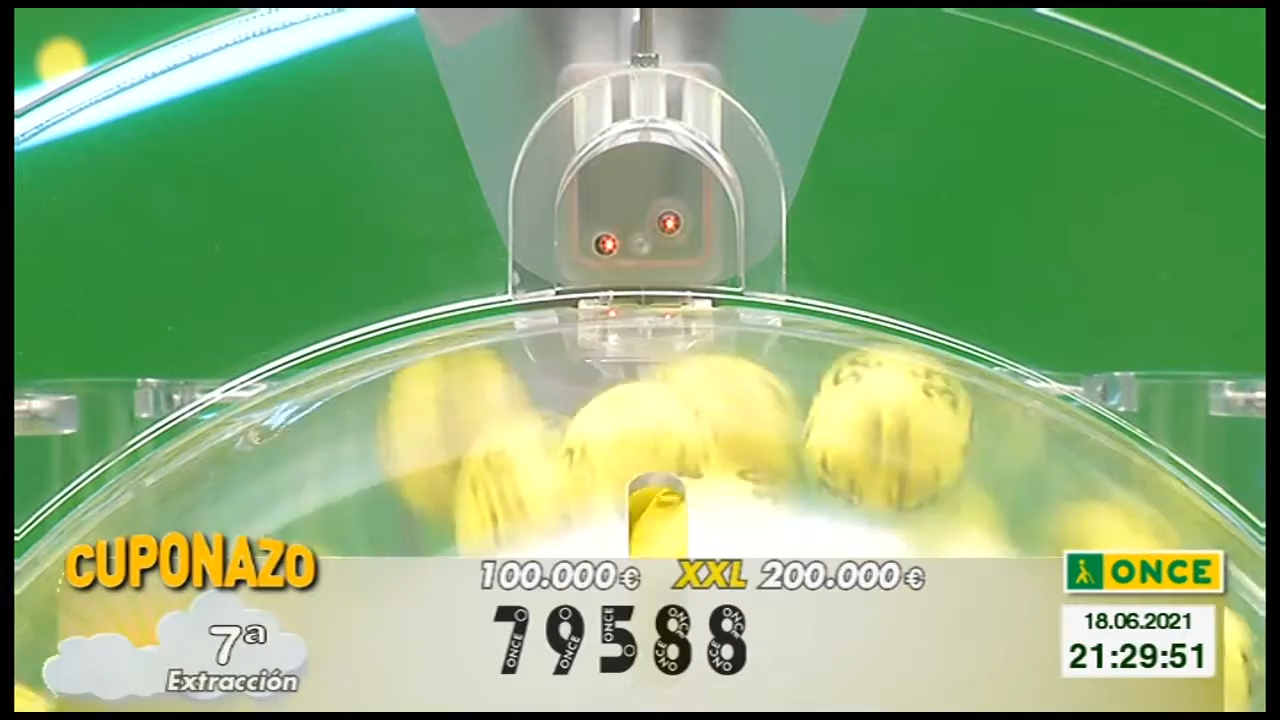 CUPONAZO
7ª
Extracción
100.000€ XXL 200.000€
79588
ONCE
18.06.2021
21:29:51